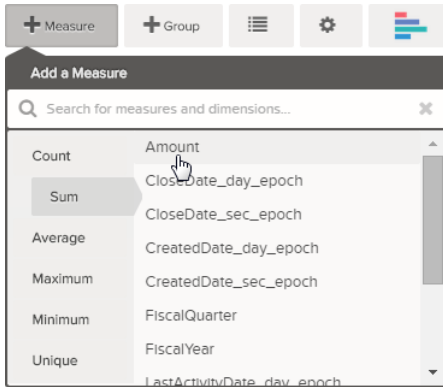 Measure
Group
Add a Measure
Search for measures and dimensions...
Count
Sum
Average
Maximum
Minimum
Unique
Amount
CloseDate_day_epoch
CloseDate_sec_epoch
CreatedDate_day_epoch
CreatedDate_sec_epoch
FiscalQuarter
FiscalYear
LastActivityDate_day_epoch